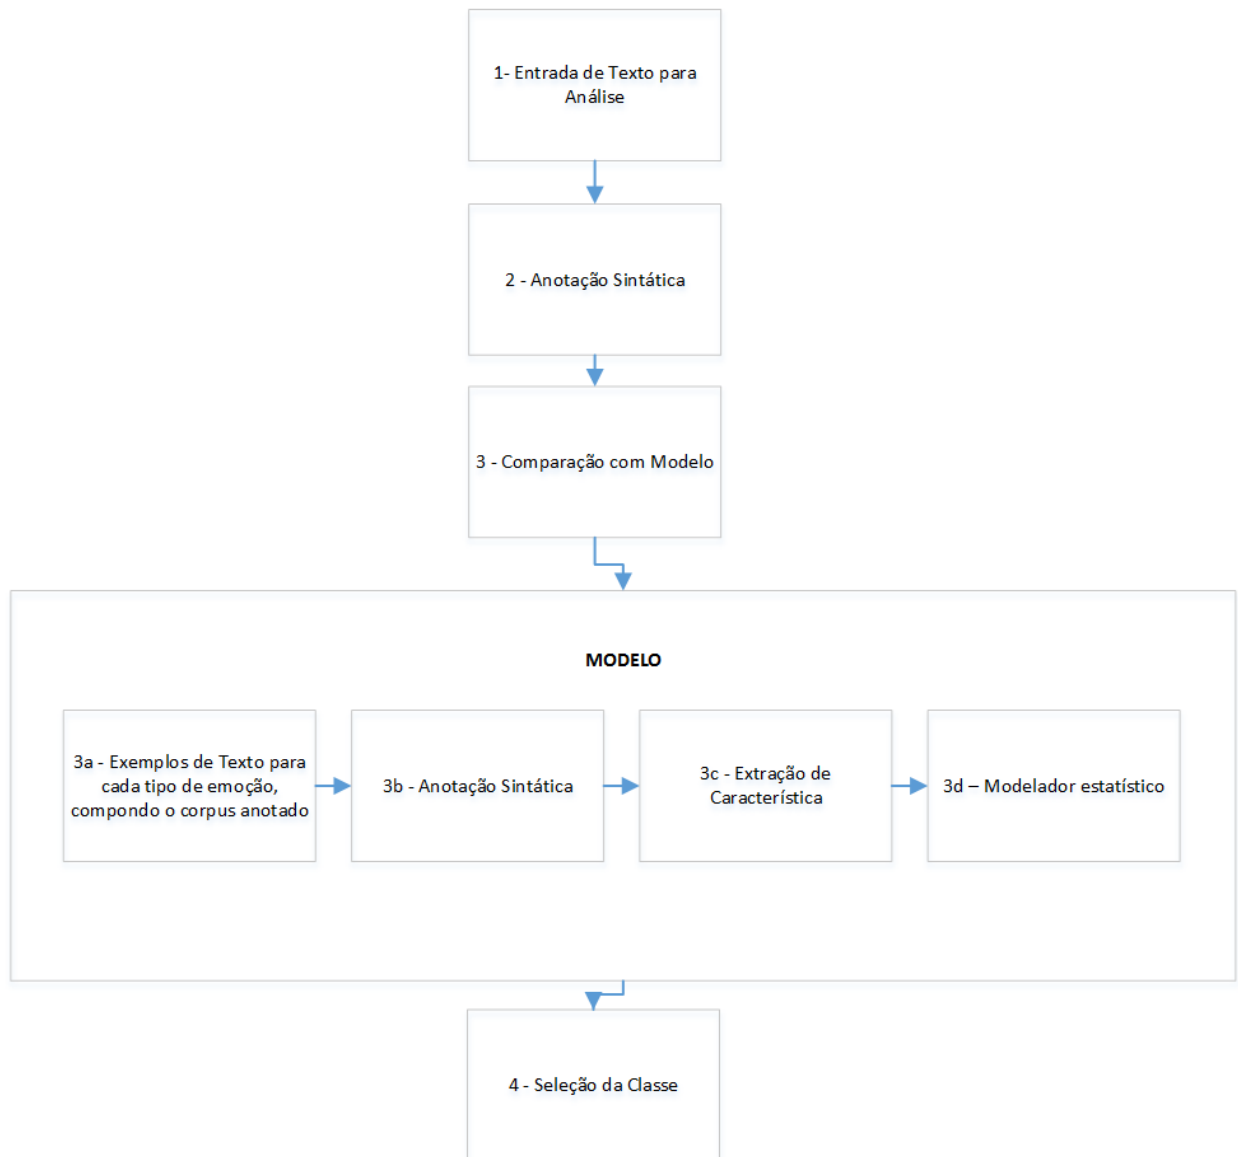 1- Entrada de Texto para
Análise
2 - Anotação Sintática
3 - Comparação com Modelo
MODELO
3a - Exemplos de Texto para
cada tipo de emoção,
compondo o corpus anotado
3b - Anotação Sintática
3c - Extração de
Característica
3d – Modelador estatístico
4 - Seleção da Classe